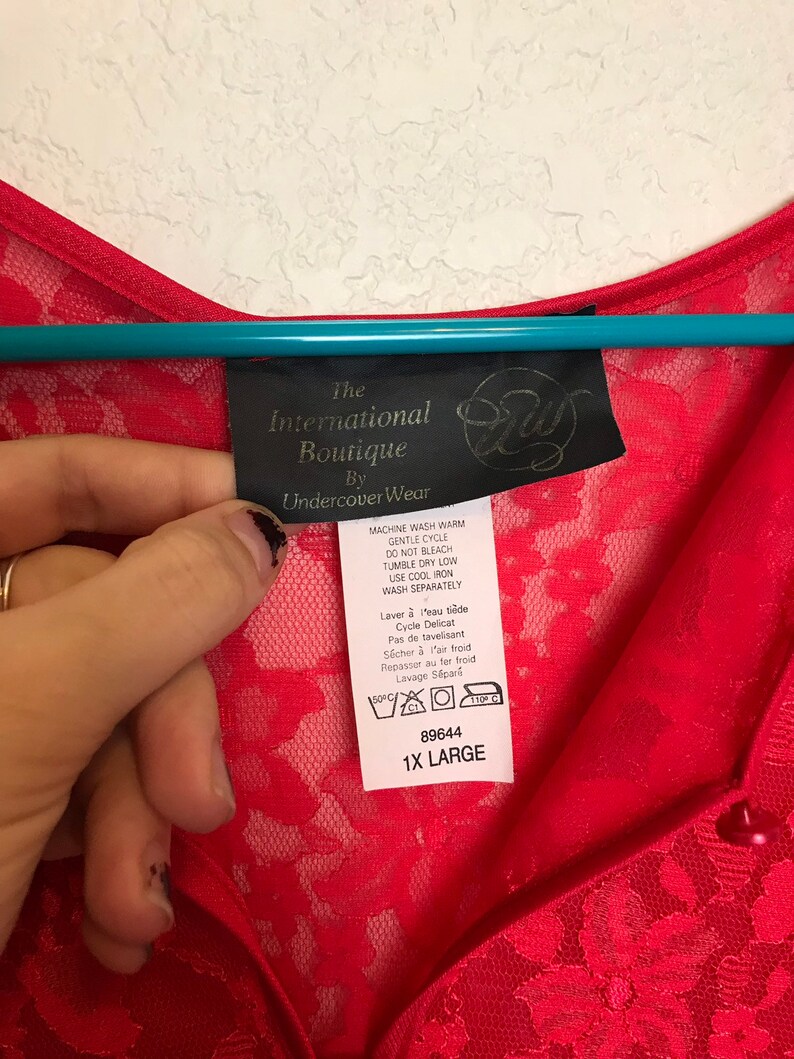 The
International
Boutique
By
UndercoverWear
uw
MACHINE WASH WARM
GENTLE CYCLE
DO NOT BLEACH
TUMBLE DRY LOW
USE COOL IRON
WASH SEPARATELY
Laver à l'eau tiède
Cycle Delicat
Pas de tavelisant
Sécher à l'air froid
Repasser au fer froid
Lavage Séparé
50°C C1 110° C
89644
1X LARGE